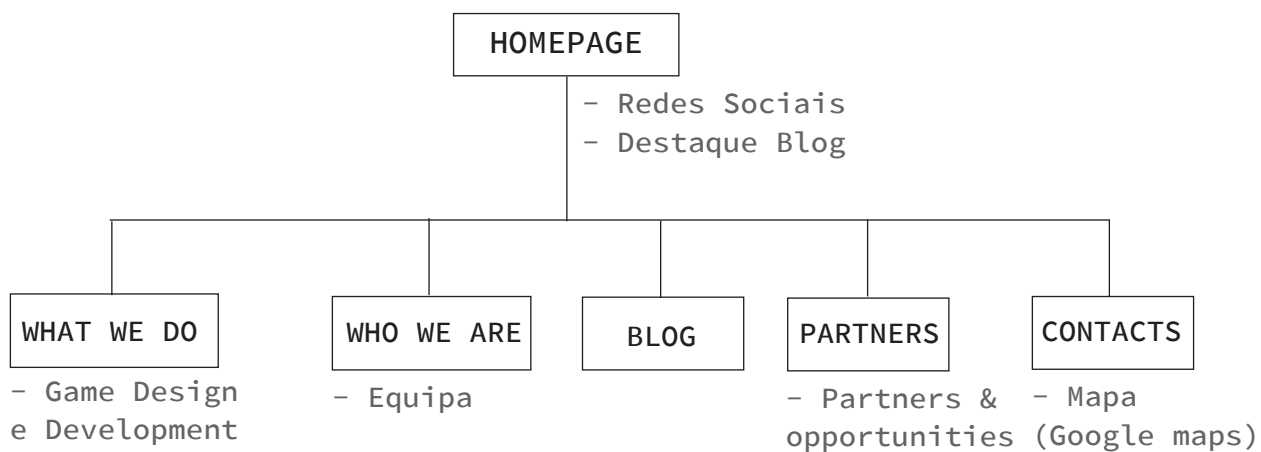 HOMEPAGE
– Redes Sociais
– Destaque Blog
WHAT WE DO
– Game Design
e Development
WHO WE ARE
– Equipa
BLOG
PARTNERS
– Partners &
opportunities
CONTACTS
– Mapa
(Google maps)